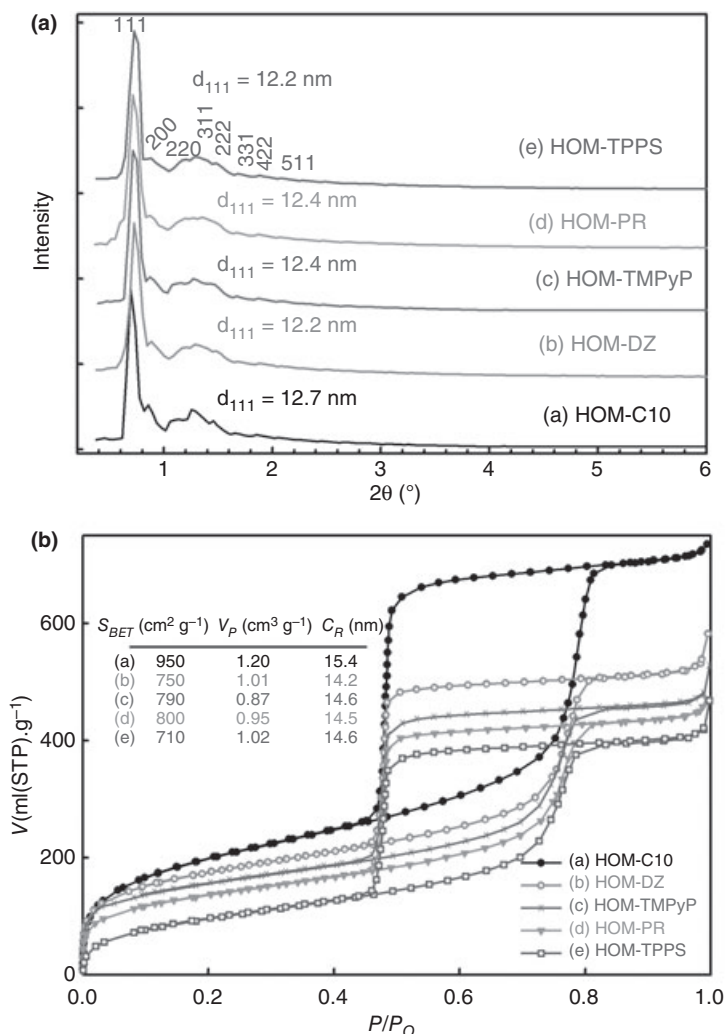 (a)
111
d111 = 12.2 nm
200
220
311
222
331
422
511
(e) HOM-TPPS
d111 = 12.4 nm
(d) HOM-PR
d111 = 12.4 nm
(c) HOM-TMPyP
d111 = 12.2 nm
(b) HOM-DZ
d111 = 12.7 nm
(a) HOM-C10
Intensity
1 2 3 4 5 6
2θ (°)
(b)
SBET (cm² g⁻¹) VP (cm³ g⁻¹) CR (nm)
(a) 950 1.20 15.4
(b) 750 1.01 14.2
(c) 790 0.87 14.6
(d) 800 0.95 14.5
(e) 710 1.02 14.6
600
400
200
0
V(ml(STP).g⁻¹)
(a) HOM-C10
(b) HOM-DZ
(c) HOM-TMPyP
(d) HOM-PR
(e) HOM-TPPS
0.0 0.2 0.4 0.6 0.8 1.0
P/PO